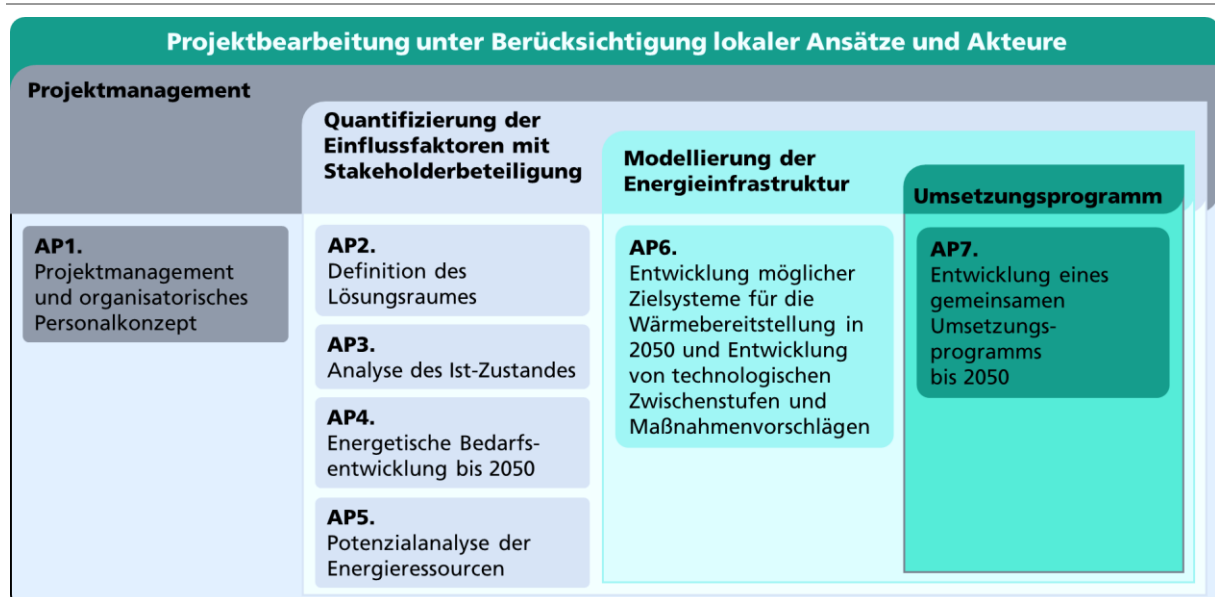 Projektbearbeitung unter Berücksichtigung lokaler Ansätze und Akteure
Projektmanagement
Quantifizierung der
Einflussfaktoren mit
Stakeholderbeteiligung
Modellierung der
Energieinfrastruktur
Umsetzungsprogramm
AP1.
Projektmanagement
und organisatorisches
Personalkonzept
AP2.
Definition des
Lösungsraumes
AP3.
Analyse des Ist-Zustandes
AP4.
Energetische Bedarfs-
entwicklung bis 2050
AP5.
Potenzialanalyse der
Energieressourcen
AP6.
Entwicklung möglicher
Zielsysteme für die
Wärmebereitstellung in
2050 und Entwicklung
von technologischen
Zwischenstufen und
Maßnahmenvorschlägen
AP7.
Entwicklung eines
gemeinsamen
Umsetzungs-
programms
bis 2050